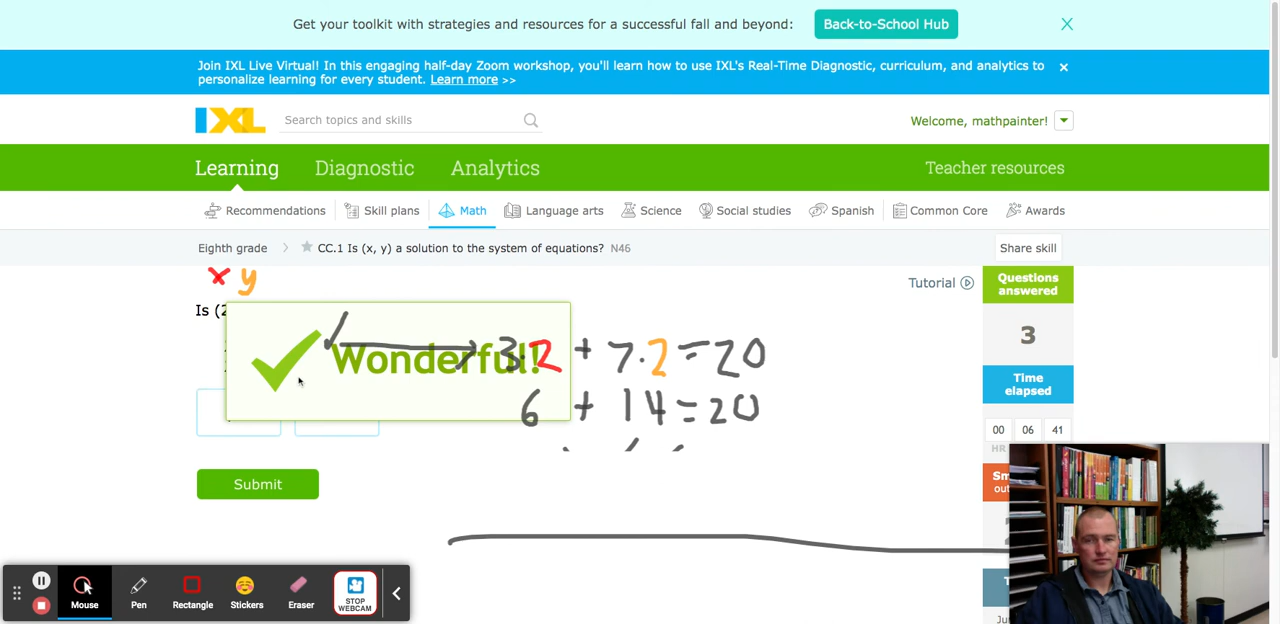 Get your toolkit with strategies and resources for a successful fall and beyond: Back-to-School Hub
Join IXL Live Virtual! In this engaging half-day Zoom workshop, you'll learn how to use IXL's Real-Time Diagnostic, curriculum, and analytics to
personalize learning for every student. Learn more >>
IXL Search topics and skills Welcome, mathpainter!
Learning Diagnostic Analytics Teacher resources
Recommendations Skill plans Math Language arts Science Social studies Spanish Common Core Awards
Eighth grade CC.1 Is (x, y) a solution to the system of equations? N46 Share skill
x y
Tutorial
Questions
answered
Is (2
Wonderful!
3·2 + 7·2 = 20
3
6 + 14 = 20
Time
elapsed
00 06 41
HR
Submit
Mouse Pen Rectangle Stickers Eraser STOP
WEBCAM